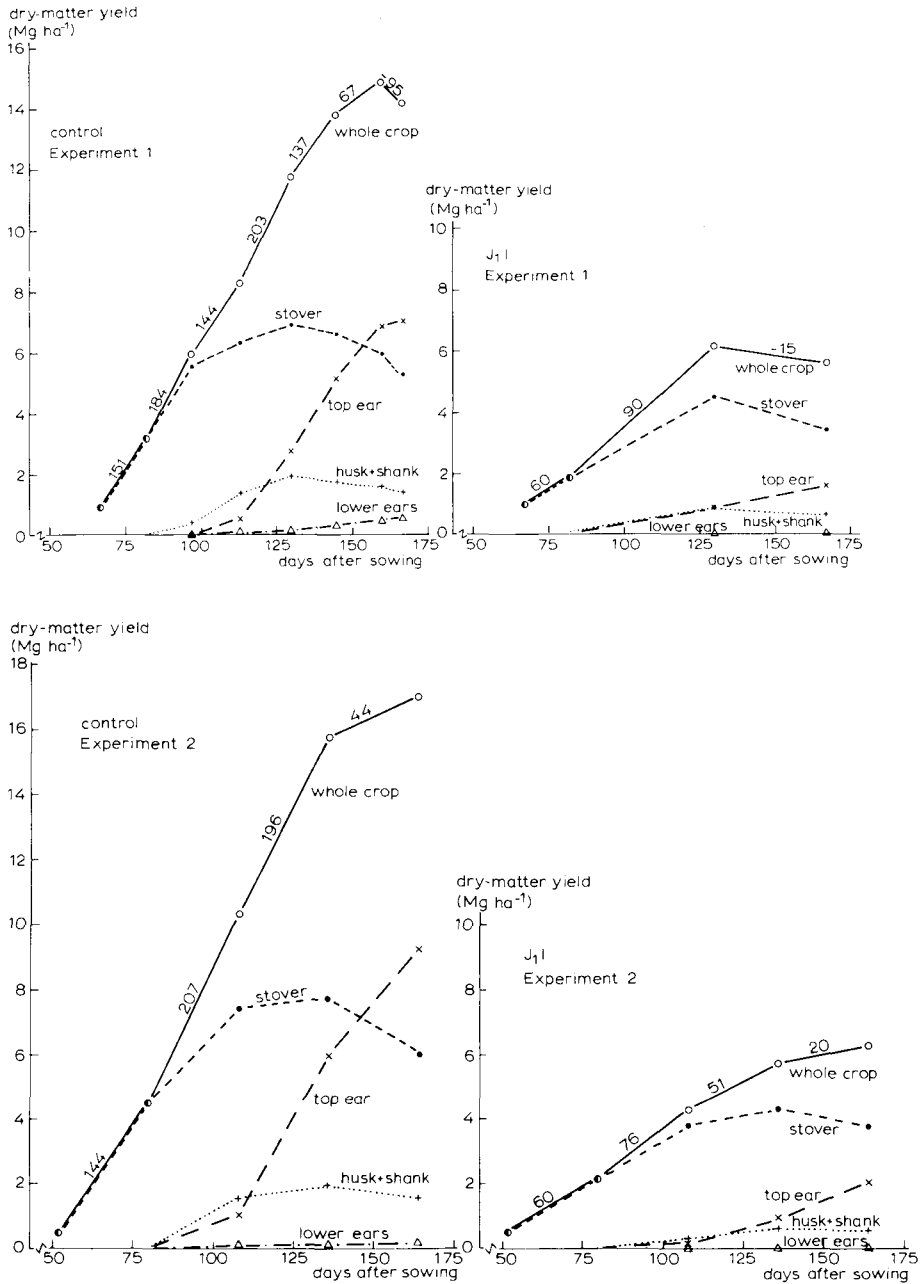 dry-matter yield
(Mg ha⁻¹)
16
14
12
10
8
6
4
2
0
control
Experiment 1
151
184
144
203
137
67
-95
whole crop
stover
top ear
husk+shank
lower ears
50
75
100
125
150
175
days after sowing
dry-matter yield
(Mg ha⁻¹)
10
8
6
4
2
0
J₁I
Experiment 1
60
90
-15
whole crop
stover
top ear
husk+shank
lower ears
50
75
100
125
150
175
days after sowing
dry-matter yield
(Mg ha⁻¹)
18
16
14
12
10
8
6
4
2
0
control
Experiment 2
144
207
196
44
whole crop
stover
top ear
husk+shank
lower ears
50
75
100
125
150
175
days after sowing
dry-matter yield
(Mg ha⁻¹)
10
8
6
4
2
0
J₁I
Experiment 2
60
76
51
20
whole crop
stover
top ear
husk+shank
lower ears
50
75
100
125
150
175
days after sowing